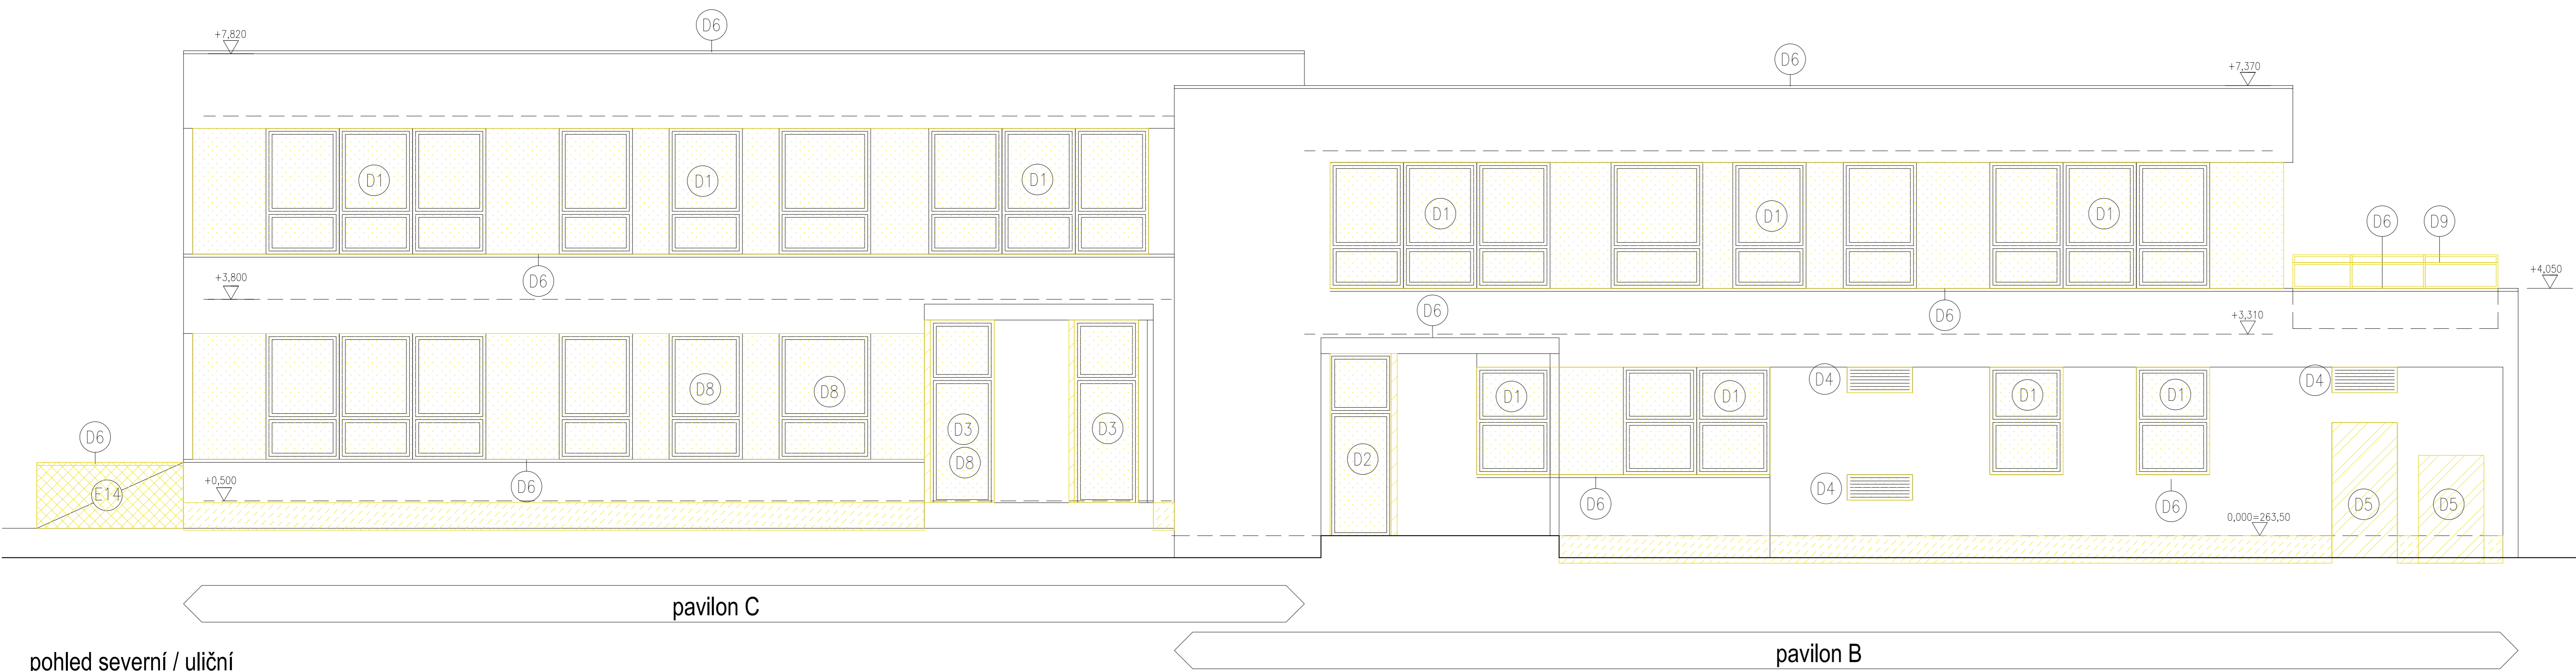 D6
+7,820
D6
+7,370
D1
D1
D1
D1
D1
D1
D6
D9
+4,050
+3,800
D6
D6
D6
+3,310
D8
D8
D3
D8
D3
D2
D1
D1
D4
D1
D1
D4
D6
E14
+0,500
D6
D4
D6
D6
0,000=263,50
D5
D5
pavilon C
pavilon B
pohled severní / uliční